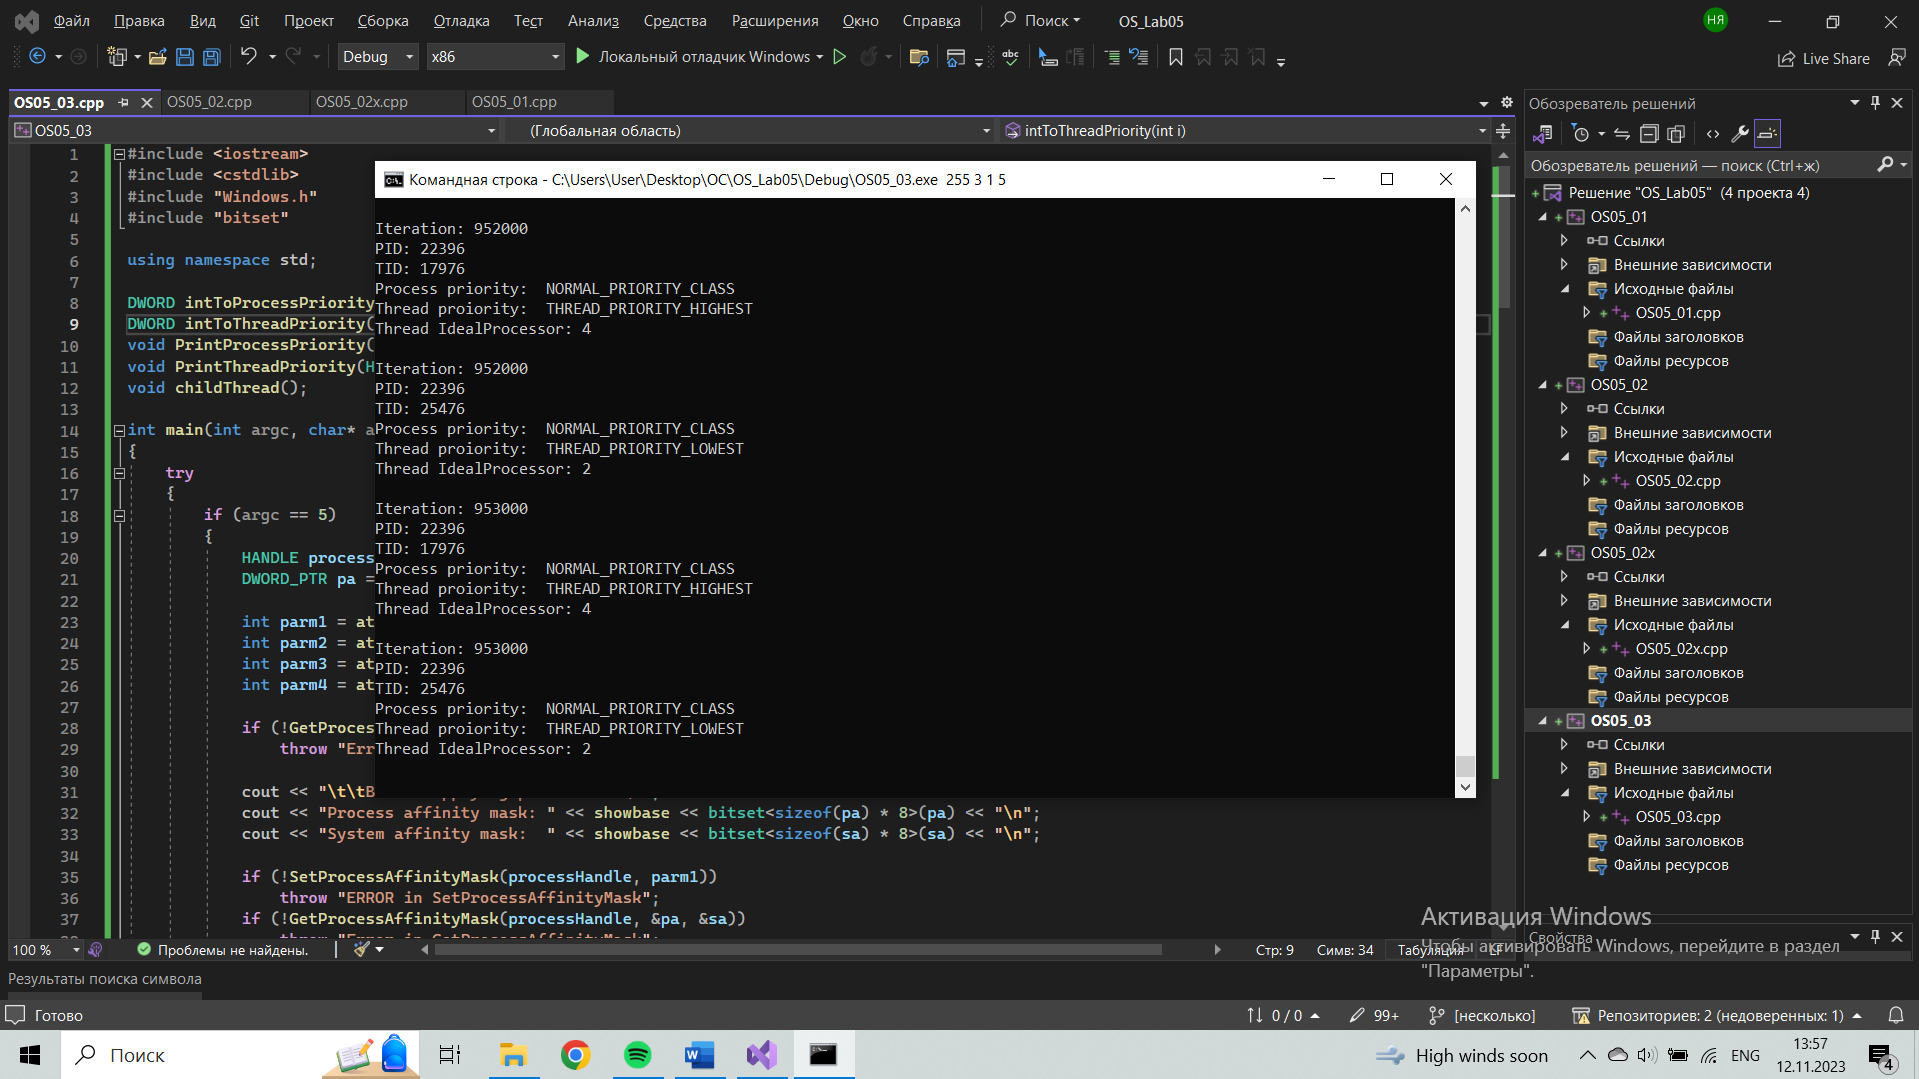 Файл Правка Вид Git Проект Сборка Отладка Тест Анализ Средства Расширения Окно Справка Поиск OS_Lab05 НЯ
Debug x86 Локальный отладчик Windows abc Live Share
OS05_03.cpp OS05_02.cpp OS05_02x.cpp OS05_01.cpp
OS05_03 (Глобальная область) intToThreadPriority(int i)
1 #include <iostream>
2 #include <cstdlib>
3 #include "Windows.h"
4 #include "bitset"
5
6 using namespace std;
7
8 DWORD intToProcessPriority
9 DWORD intToThreadPriority(
10 void PrintProcessPriority(
11 void PrintThreadPriority(H
12 void childThread();
13
14 int main(int argc, char* a
15 {
16 try
17 {
18 if (argc == 5)
19 {
20 HANDLE process
21 DWORD_PTR pa =
22
23 int parm1 = at
24 int parm2 = at
25 int parm3 = at
26 int parm4 = at
27
28 if (!GetProces
29 throw "Err
30
31 cout << "\t\tB
32 cout << "Process affinity mask: " << showbase << bitset<sizeof(pa) * 8>(pa) << "\n";
33 cout << "System affinity mask:  " << showbase << bitset<sizeof(sa) * 8>(sa) << "\n";
34
35 if (!SetProcessAffinityMask(processHandle, parm1))
36 throw "ERROR in SetProcessAffinityMask";
37 if (!GetProcessAffinityMask(processHandle, &pa, &sa))
Командная строка - C:\Users\User\Desktop\OC\OS_Lab05\Debug\OS05_03.exe  255 3 1 5
Iteration: 952000
PID: 22396
TID: 17976
Process priority:  NORMAL_PRIORITY_CLASS
Thread proiority:  THREAD_PRIORITY_HIGHEST
Thread IdealProcessor: 4
Iteration: 952000
PID: 22396
TID: 25476
Process priority:  NORMAL_PRIORITY_CLASS
Thread proiority:  THREAD_PRIORITY_LOWEST
Thread IdealProcessor: 2
Iteration: 953000
PID: 22396
TID: 17976
Process priority:  NORMAL_PRIORITY_CLASS
Thread proiority:  THREAD_PRIORITY_HIGHEST
Thread IdealProcessor: 4
Iteration: 953000
PID: 22396
TID: 25476
Process priority:  NORMAL_PRIORITY_CLASS
Thread proiority:  THREAD_PRIORITY_LOWEST
Thread IdealProcessor: 2
Обозреватель решений
Обозреватель решений — поиск (Ctrl+ж)
Решение "OS_Lab05" (4 проекта 4)
OS05_01
Ссылки
Внешние зависимости
Исходные файлы
OS05_01.cpp
Файлы заголовков
Файлы ресурсов
OS05_02
Ссылки
Внешние зависимости
Исходные файлы
OS05_02.cpp
Файлы заголовков
Файлы ресурсов
OS05_02x
Ссылки
Внешние зависимости
Исходные файлы
OS05_02x.cpp
Файлы заголовков
Файлы ресурсов
OS05_03
Ссылки
Внешние зависимости
Исходные файлы
OS05_03.cpp
Файлы заголовков
Файлы ресурсов
Свойства
Активация Windows
Чтобы активировать Windows, перейдите в раздел
"Параметры".
100 % Проблемы не найдены. Стр: 9 Симв: 34 Табуляция LF
Результаты поиска символа
Готово 0 / 0 99+ [несколько] Репозиториев: 2 (недоверенных: 1)
Поиск High winds soon ENG 13:57
12.11.2023 4